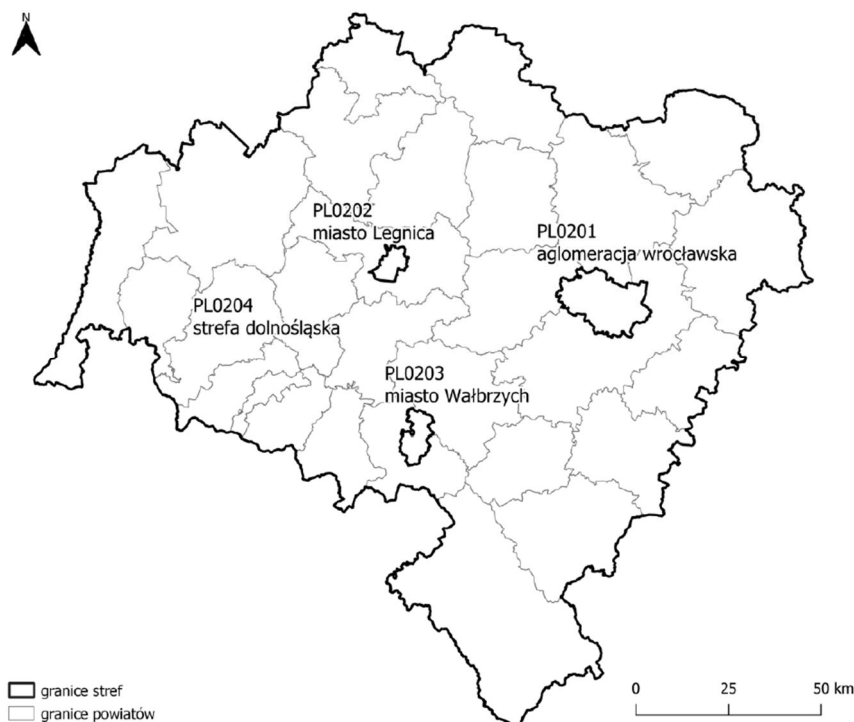 N
PL0202
miasto Legnica
PL0201
aglomeracja wrocławska
PL0204
strefa dolnośląska
PL0203
miasto Wałbrzych
granice stref
granice powiatów
0 25 50 km